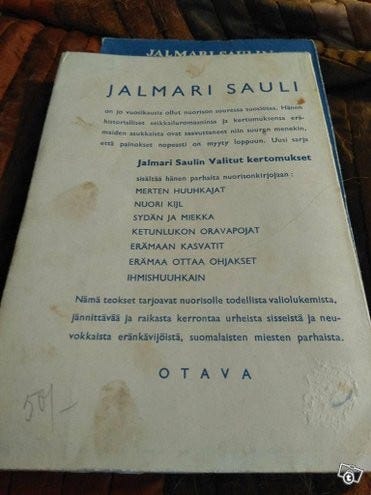 JALMARI SAULIN
JALMARI SAULI
on jo vuosikausia ollut nuorison suuressa suosiossa. Hänen
historialliset seikkailuromaaninsa ja kertomuksensa erä-
maiden asukkaista ovat saavuttaneet niin suuren menekin,
että painokset nopeasti on myyty loppuun. Uusi sarja
Jalmari Saulin Valitut kertomukset
sisältää hänen parhaita nuorisonkirjojaan:
MERTEN HUUHKAJAT
NUORI KIJL
SYDÄN JA MIEKKA
KETUNLUKON ORAVAPOJAT
ERÄMAAN KASVATIT
ERÄMAA OTTAA OHJAKSET
IHMISHUUHKAIN
Nämä teokset tarjoavat nuorisolle todellista valiolukemista,
jännittävää ja raikasta kerrontaa urheista sisseistä ja neu-
vokkaista eränkävijöistä, suomalaisten miesten parhaista.
OTAVA
50/-